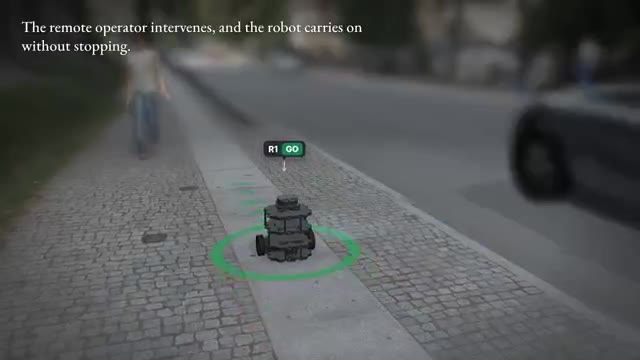 The remote operator intervenes, and the robot carries on
without stopping.
R1 GO